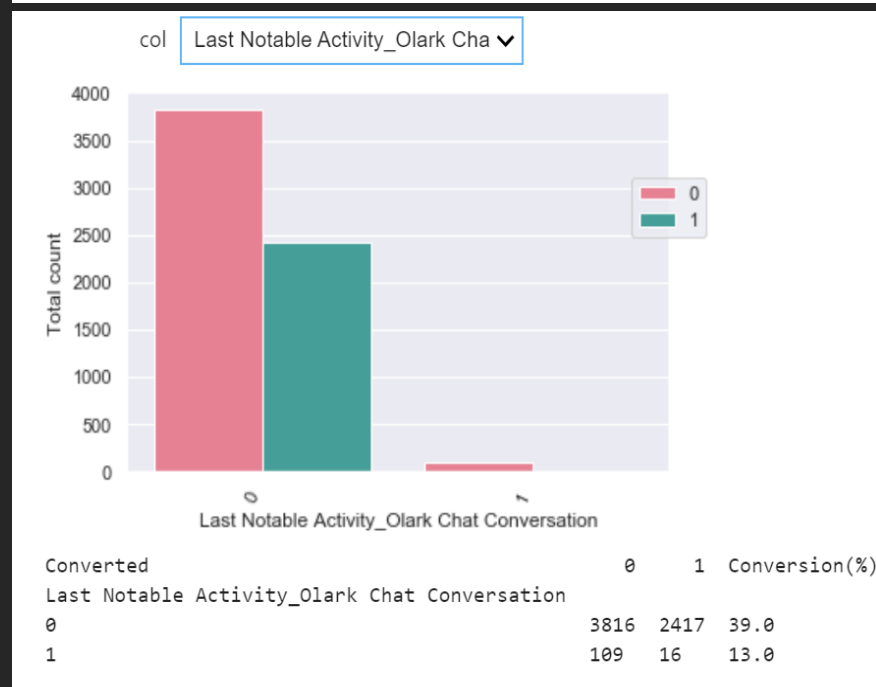 col Last Notable Activity_Olark Cha
4000
3500
3000
2500
2000
1500
1000
500
0
Total count
0
1
0 1
Last Notable Activity_Olark Chat Conversation
Converted 0 1 Conversion(%)
Last Notable Activity_Olark Chat Conversation
0 3816 2417 39.0
1 109 16 13.0